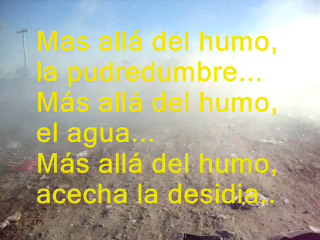 Mas allá del humo,
la pudredumbre...
Más allá del humo,
el agua...
Más allá del humo,
acecha la desidia..